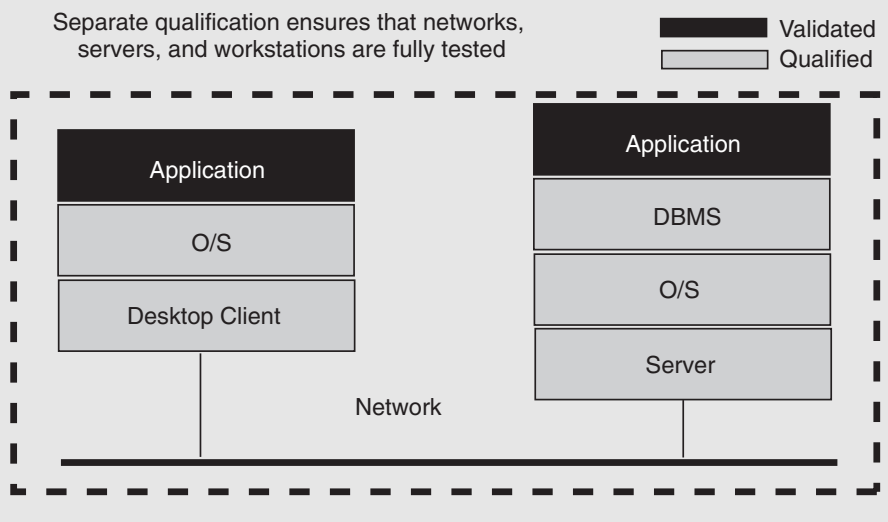 Separate qualification ensures that networks,
servers, and workstations are fully tested
Validated
Qualified
Application
O/S
Desktop Client
Application
DBMS
O/S
Server
Network